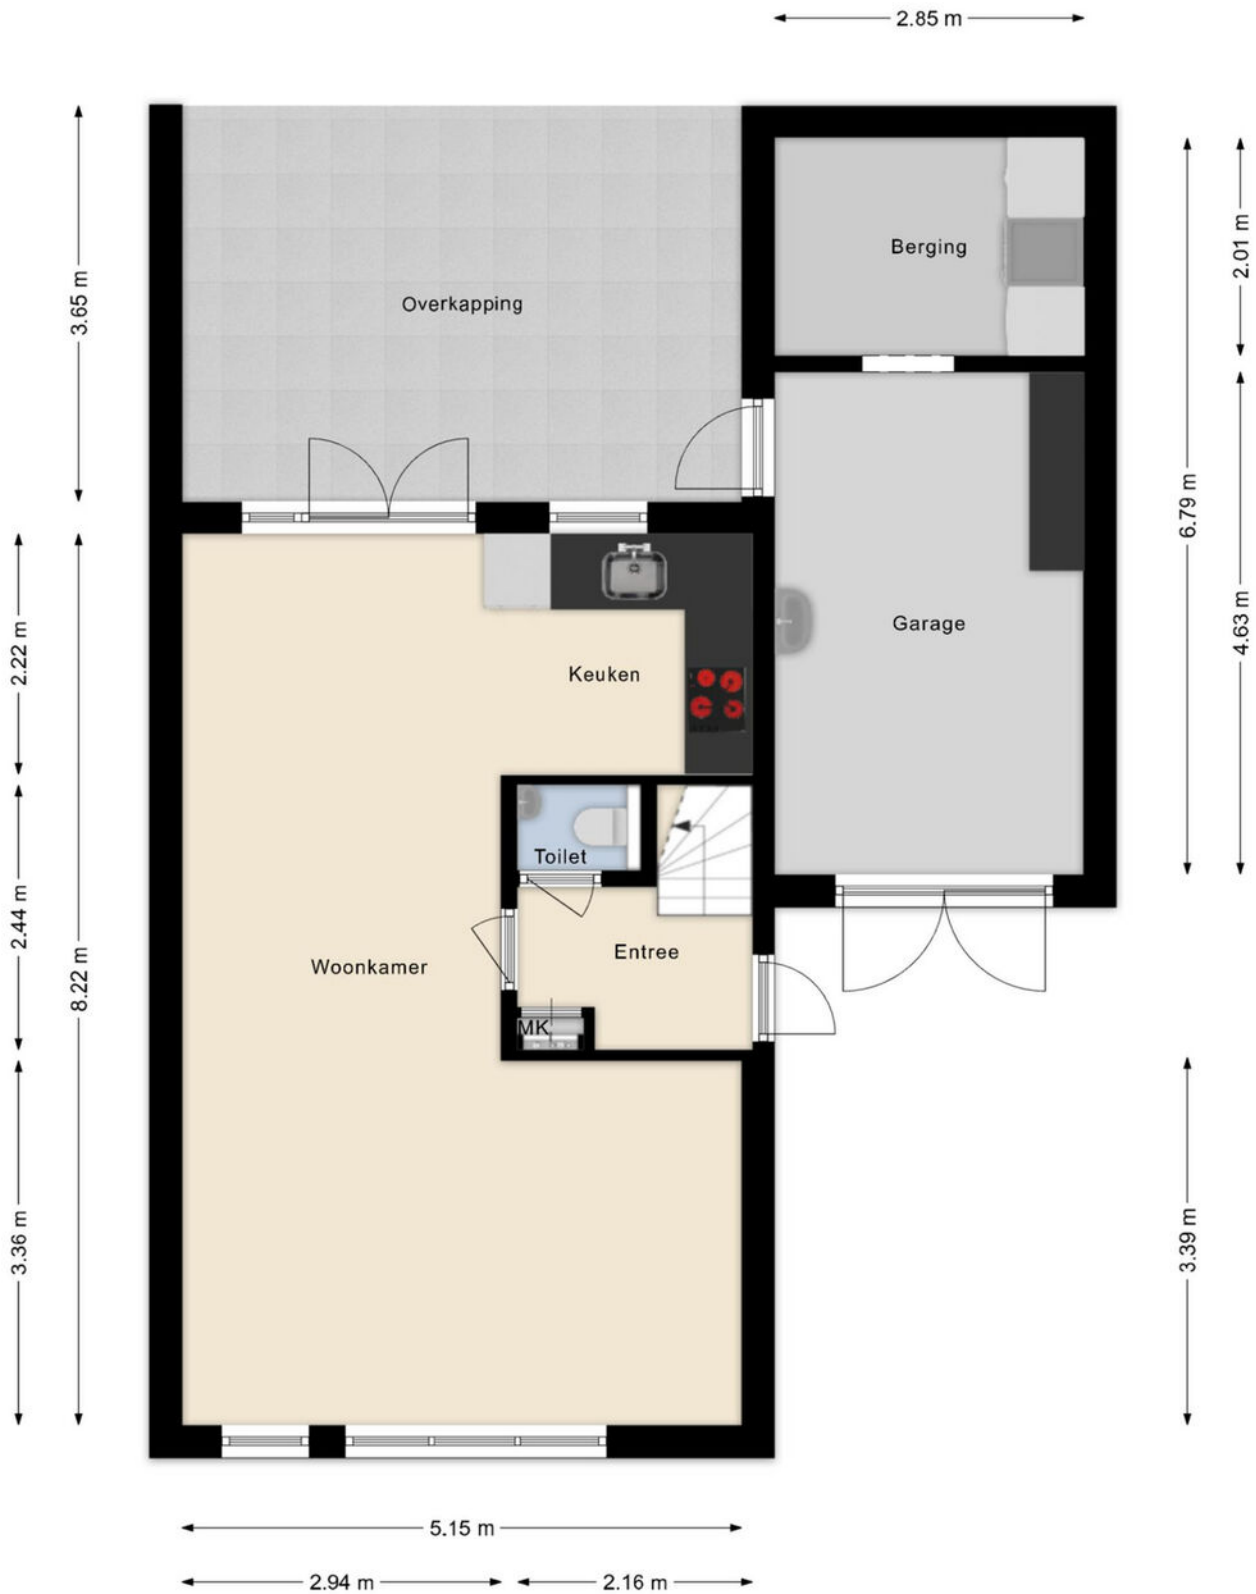 2.85 m
3.65 m
Overkapping
Berging
2.01 m
6.79 m
2.22 m
Keuken
Garage
4.63 m
Toilet
2.44 m
8.22 m
Woonkamer
Entree
MK
3.36 m
3.39 m
5.15 m
2.94 m
2.16 m